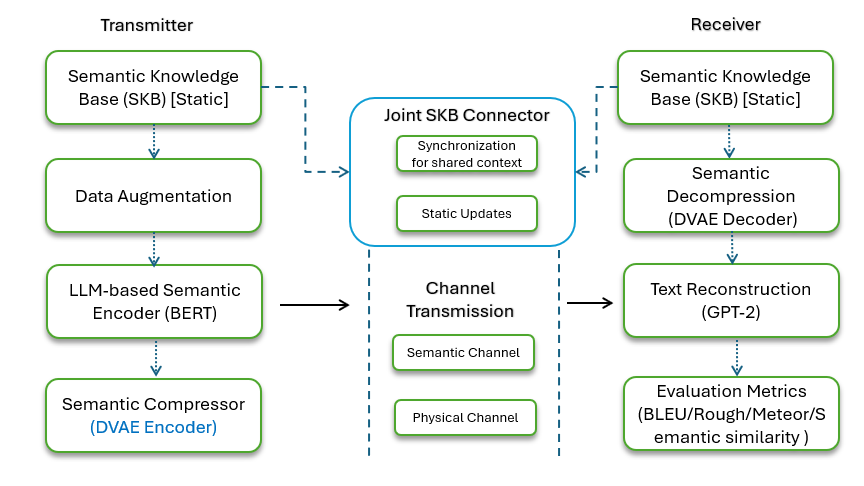 Transmitter
Receiver
Semantic Knowledge
Base (SKB) [Static]
Data Augmentation
LLM-based Semantic
Encoder (BERT)
Semantic Compressor
(DVAE Encoder)
Joint SKB Connector
Synchronization
for shared context
Static Updates
Channel
Transmission
Semantic Channel
Physical Channel
Semantic Knowledge
Base (SKB) [Static]
Semantic
Decompression
(DVAE Decoder)
Text Reconstruction
(GPT-2)
Evaluation Metrics
(BLEU/Rough/Meteor/S
emantic similarity )